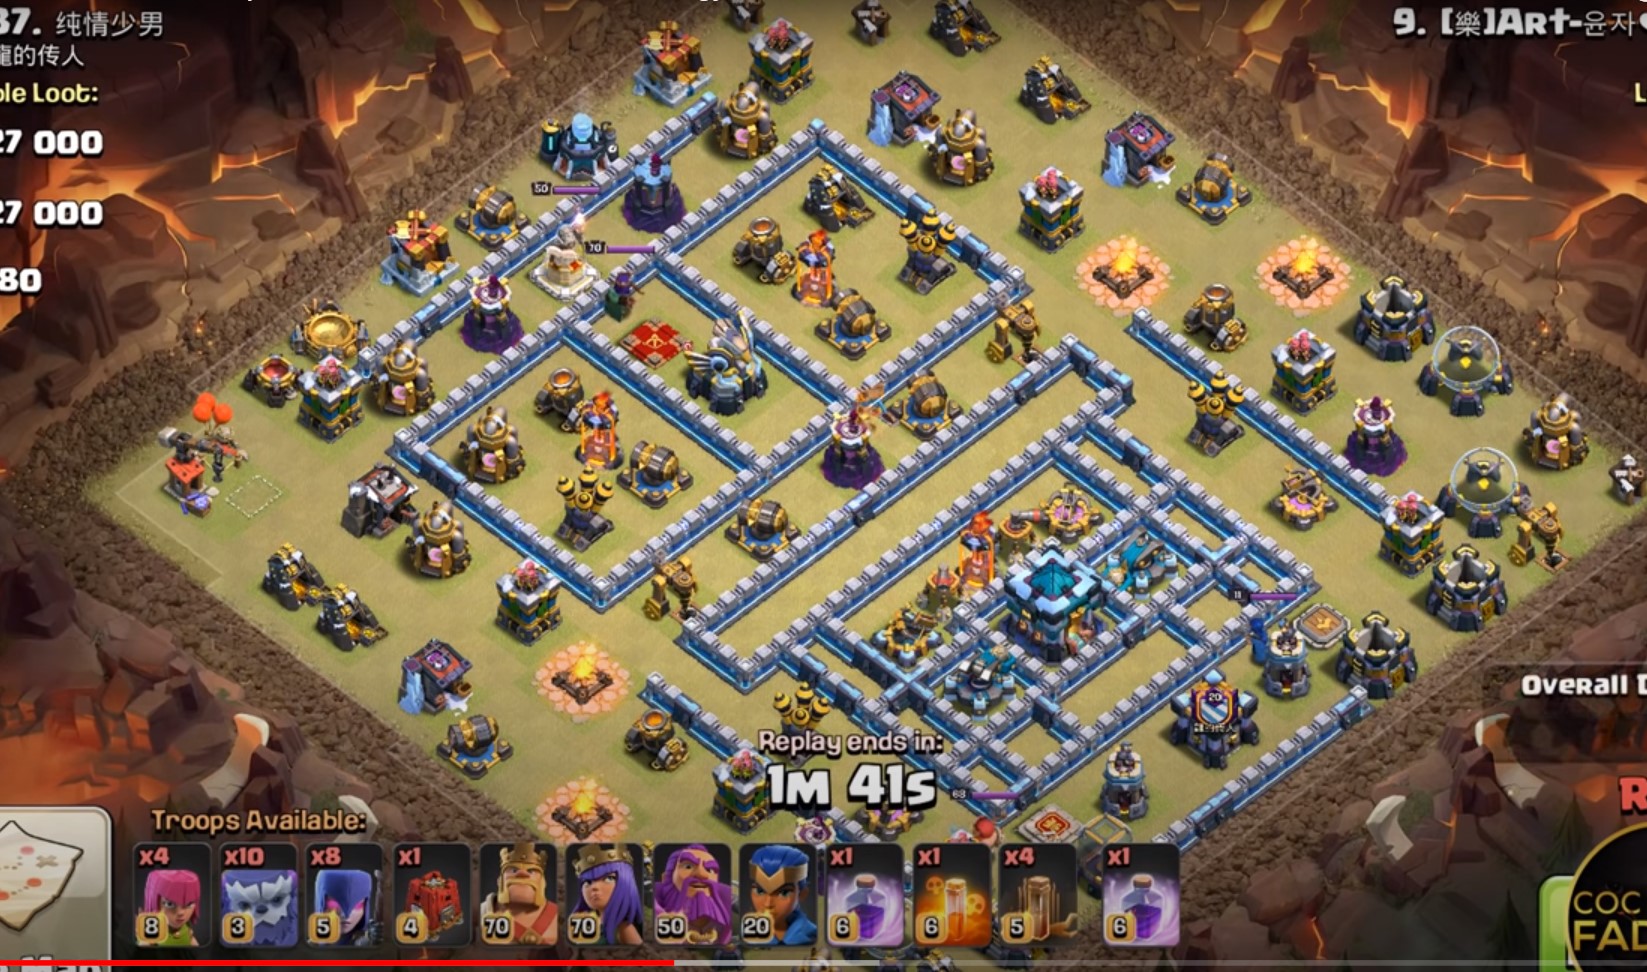 37. 纯情少男
龍的传人
ble Loot:
27 000
27 000
80
9. [樂]Art-윤자
L
50
70
11
20
Overall D
Replay ends in:
1m 41s
68
R
Troops Available:
x4
x10
x8
x1
x1
x1
x4
x1
8
3
5
4
70
70
50
20
6
6
5
6
COC
FAD